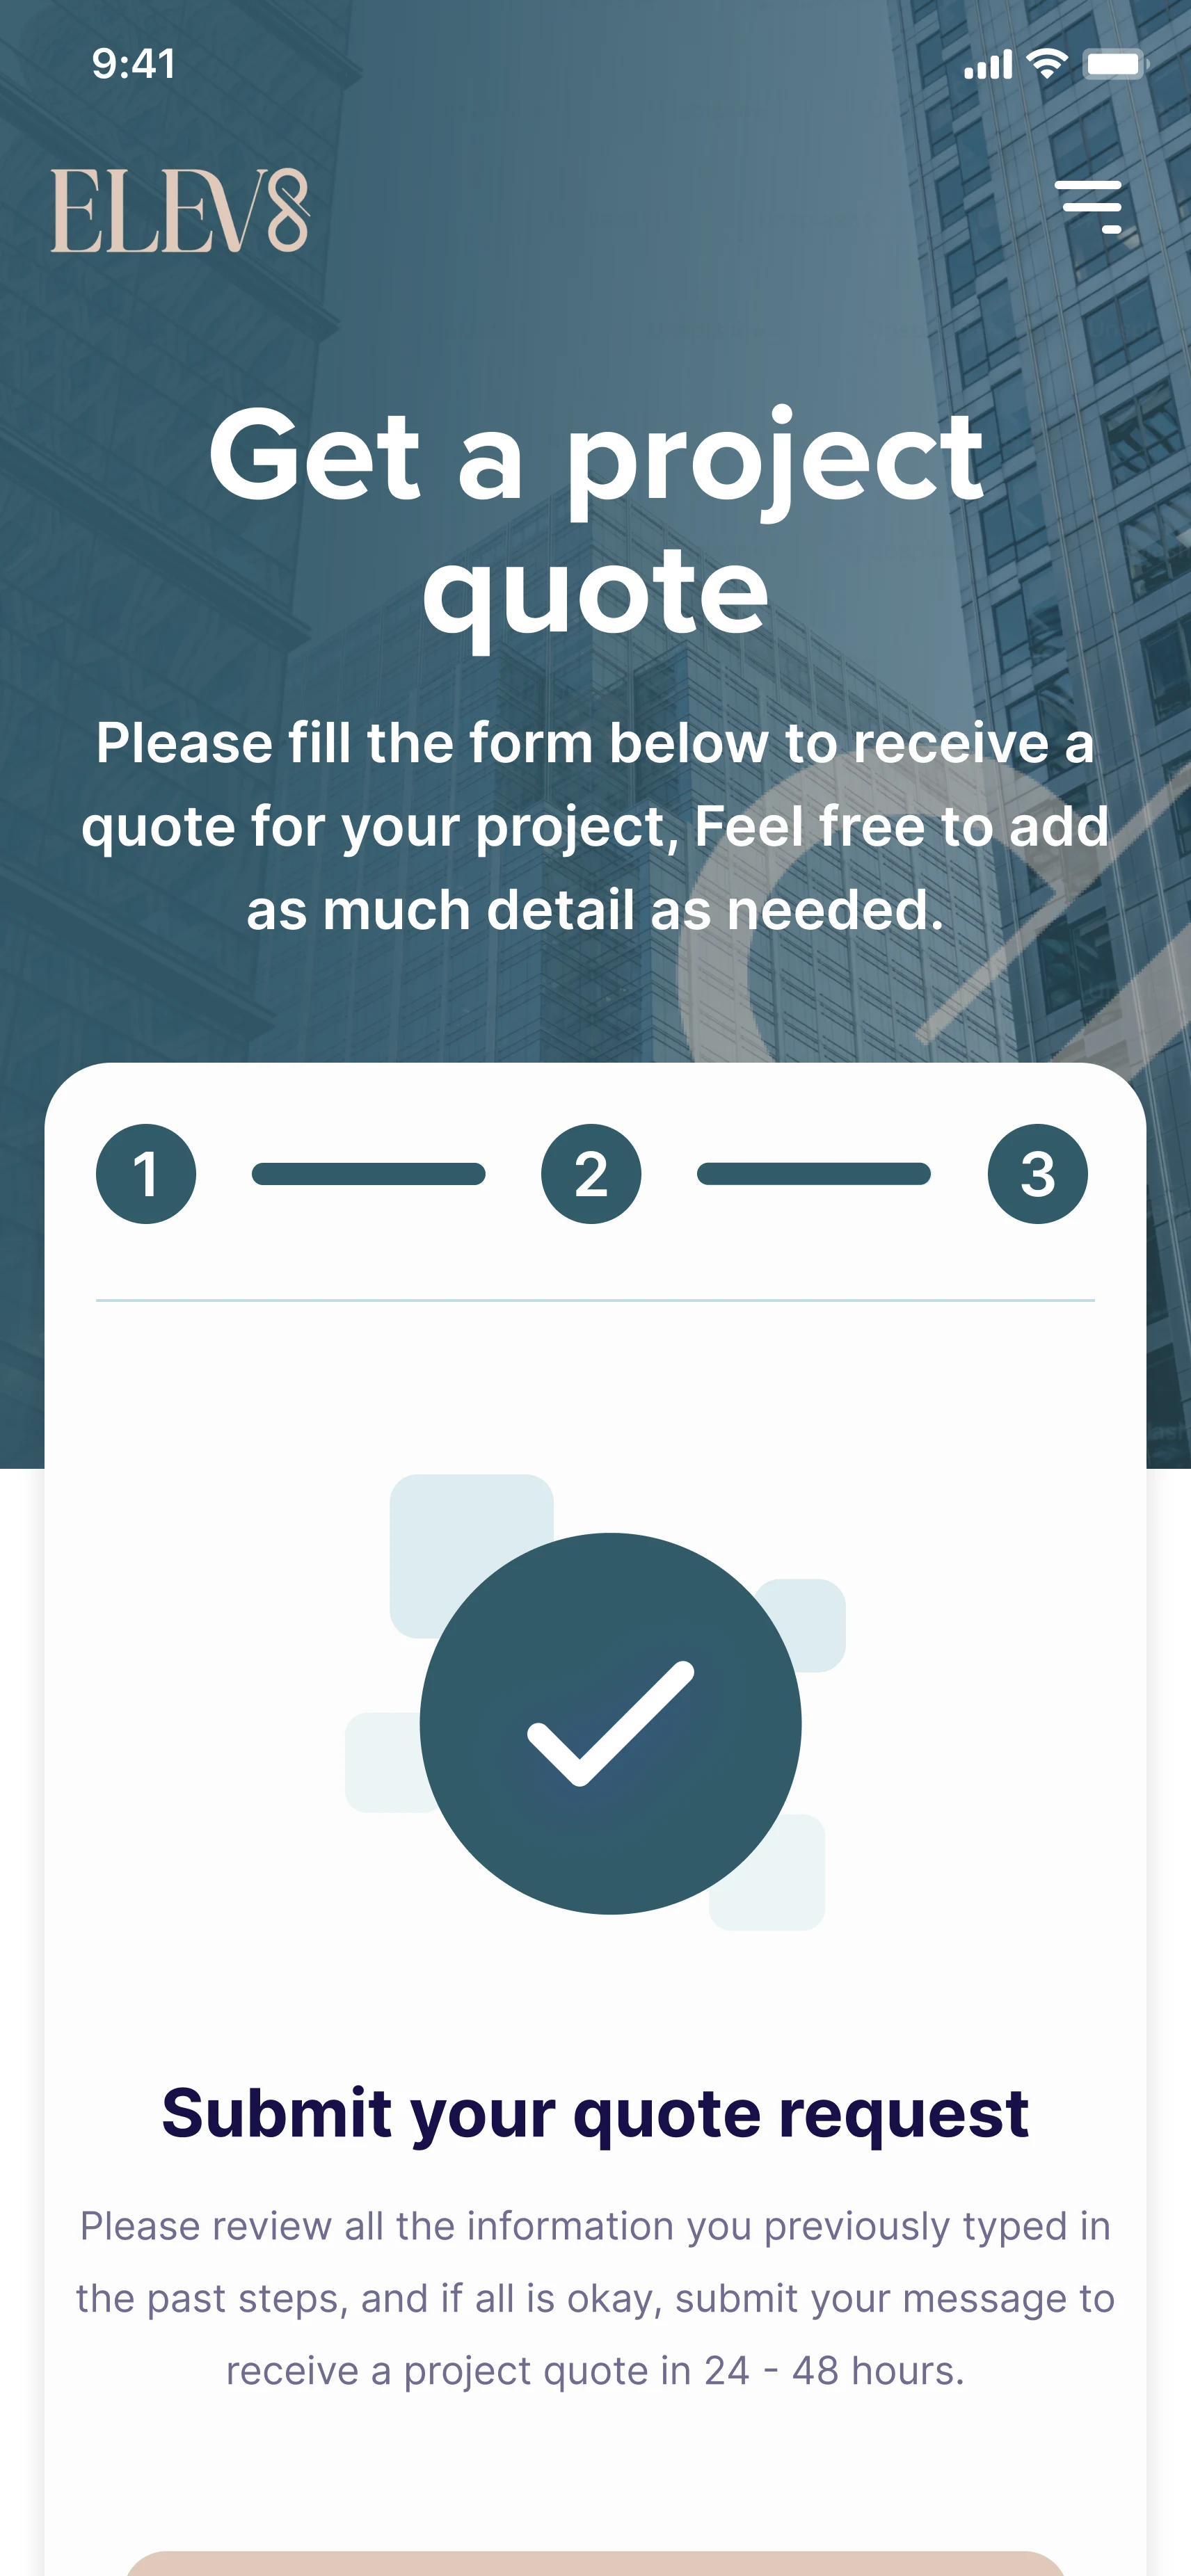 9:41
ELEV8
Get a project
quote
Please fill the form below to receive a
quote for your project, Feel free to add
as much detail as needed.
1
2
3
Submit your quote request
Please review all the information you previously typed in
the past steps, and if all is okay, submit your message to
receive a project quote in 24 - 48 hours.